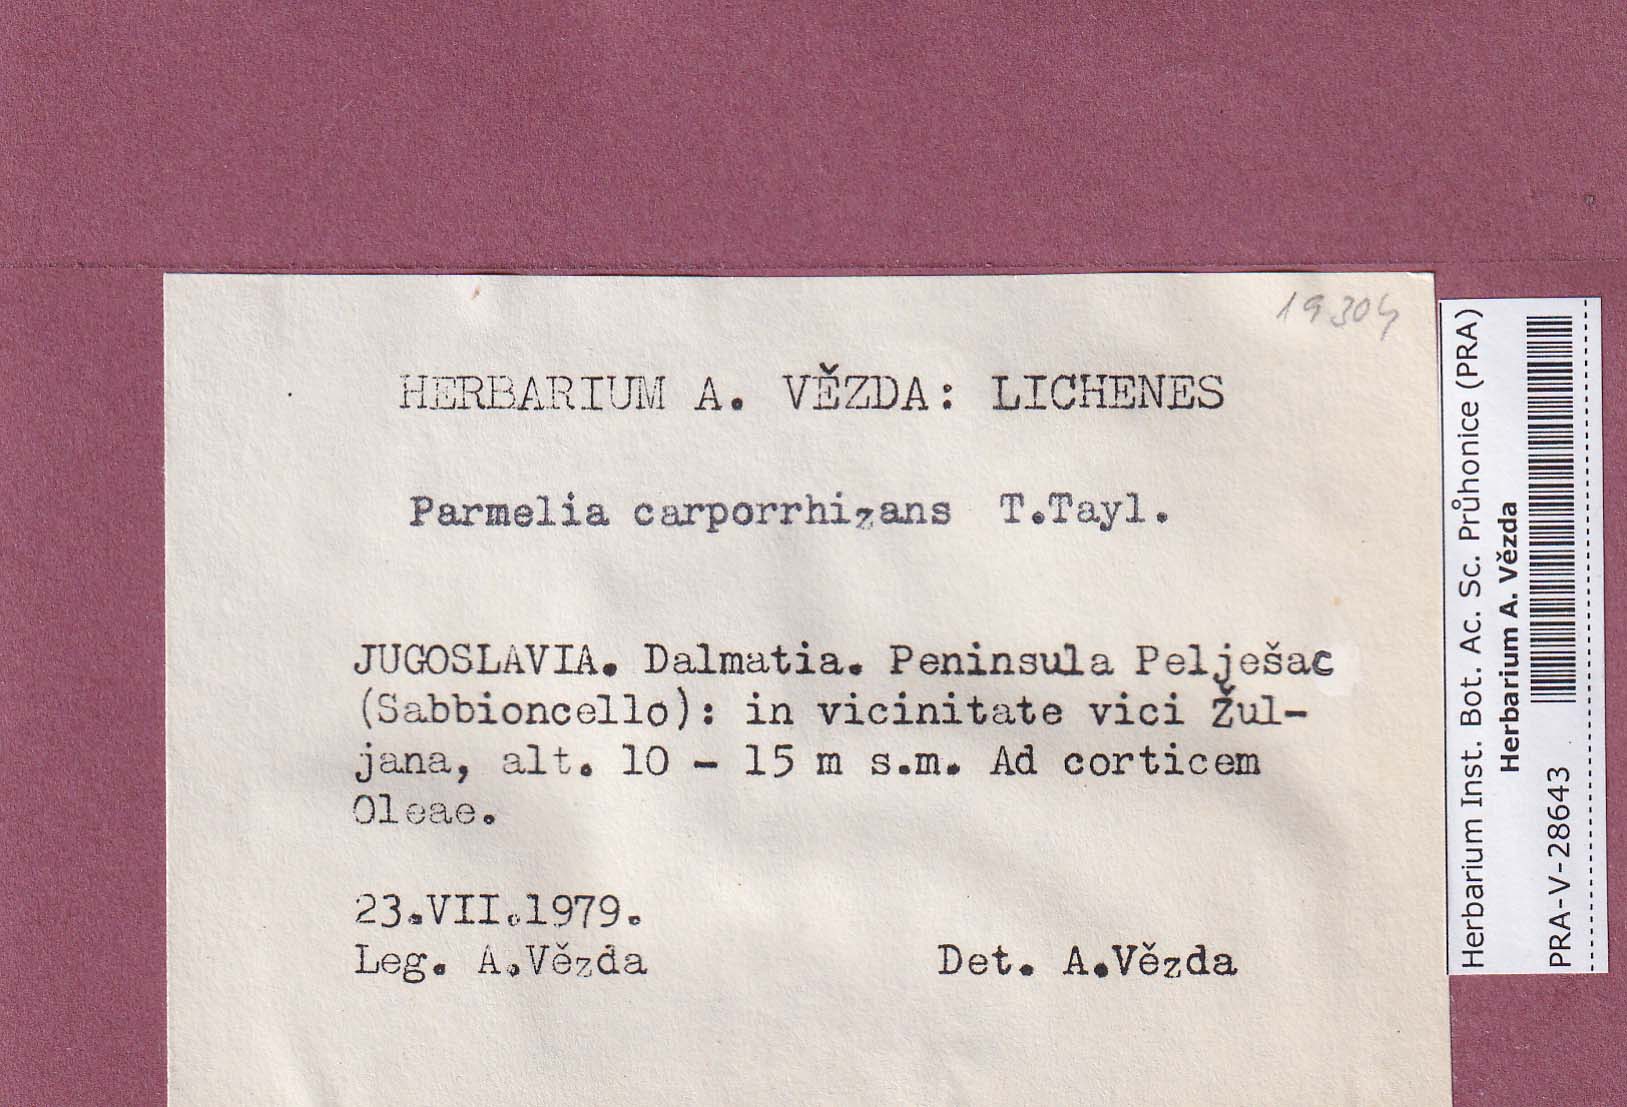 19304
HERBARIUM A. VĚZDA: LICHENES
Parmelia carporrhizans T.Tayl.
JUGOSLAVIA. Dalmatia. Peninsula Pelješac
(Sabbioncello): in vicinitate vici Žul-
jana, alt. 10 - 15 m s.m. Ad corticem
Oleae.
23.VII.1979.
Leg. A.Vězda Det. A.Vězda
Herbarium Inst. Bot. Ac. Sc. Průhonice (PRA)
Herbarium A. Vězda
PRA-V-28643